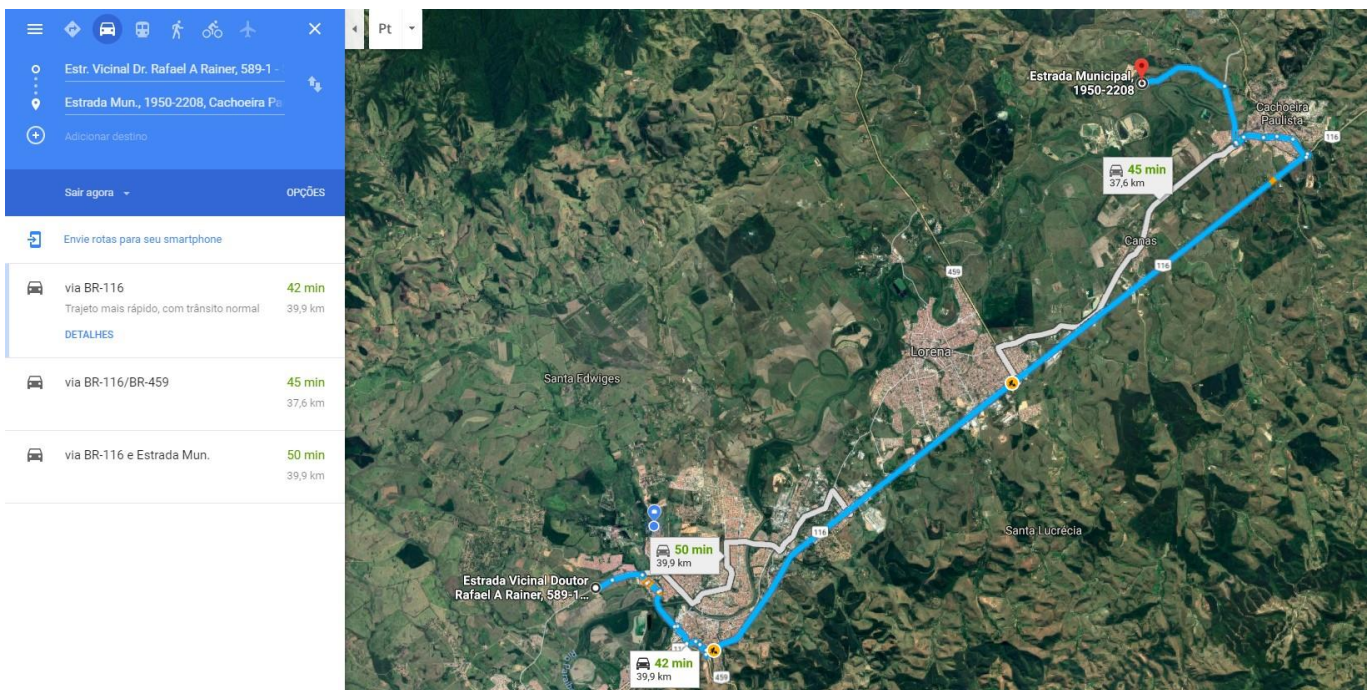 Estr. Vicinal Dr. Rafael A Rainer, 589-1 -
Estrada Mun., 1950-2208, Cachoeira Pa
Adicionar destino
Sair agora
OPÇÕES
Envie rotas para seu smartphone
via BR-116
42 min
Trajeto mais rápido, com trânsito normal
39,9 km
DETALHES
via BR-116/BR-459
45 min
37,6 km
via BR-116 e Estrada Mun.
50 min
39,9 km
Pt
Estrada Municipal,
1950-2208
Cachoeira
Paulista
116
45 min
37,6 km
Canas
116
459
Lorena
Santa Edwiges
116
Santa Lucrécia
50 min
39,9 km
Estrada Vicinal Doutor
Rafael A Rainer, 589-1...
42 min
39,9 km
459